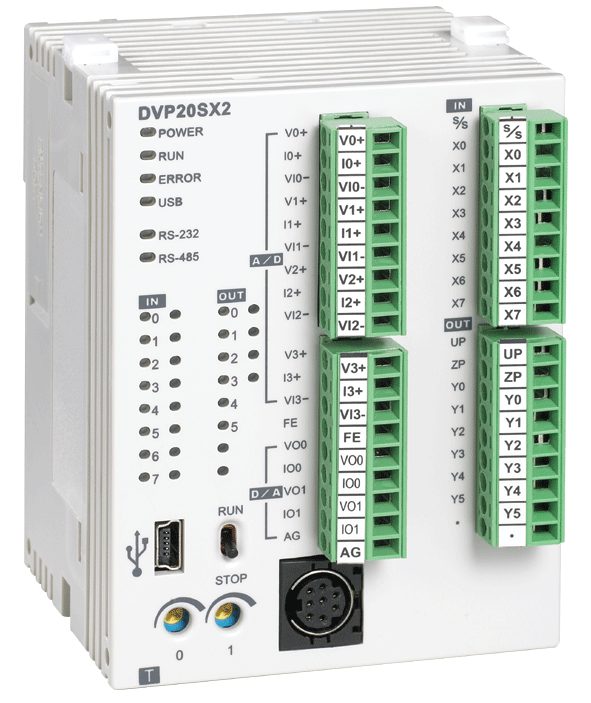 DVP20SX2
POWER
RUN
ERROR
USB
RS-232
RS-485
IN
0
1
2
3
4
5
6
7
OUT
0
1
2
3
4
5
A/D
V0+
I0+
VI0-
V1+
I1+
VI1-
V2+
I2+
VI2-
V3+
I3+
VI3-
FE
D/A
VO0
IO0
VO1
IO1
AG
V0+
I0+
VI0-
V1+
I1+
VI1-
V2+
I2+
VI2-
V3+
I3+
VI3-
FE
VO0
IO0
VO1
IO1
AG
IN
S/S
X0
X1
X2
X3
X4
X5
X6
X7
OUT
UP
ZP
Y0
Y1
Y2
Y3
Y4
Y5
•
S/S
X0
X1
X2
X3
X4
X5
X6
X7
UP
ZP
Y0
Y1
Y2
Y3
Y4
Y5
•
RUN
STOP
0
1
T